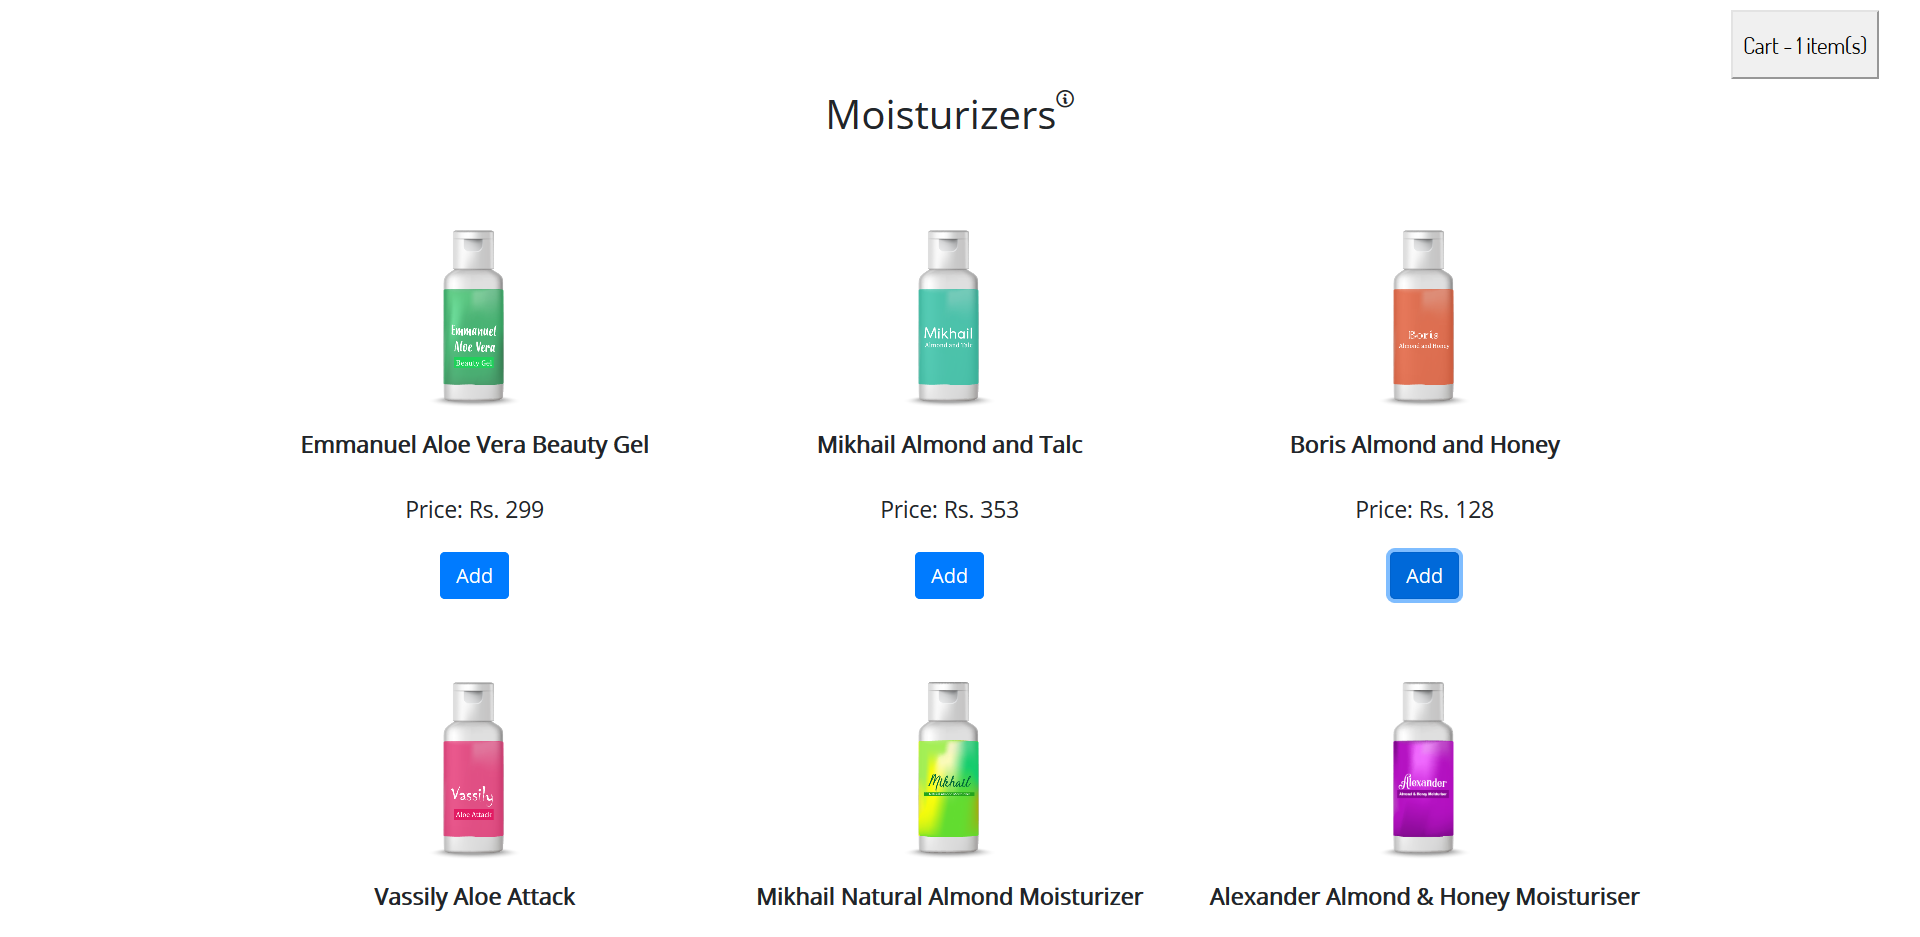 Cart - 1 item(s)
Moisturizers
Emmanuel
Aloe Vera
Beauty Gel
Mikhail
Almond and Talc
Boris
Almond and Honey
Emmanuel Aloe Vera Beauty Gel
Mikhail Almond and Talc
Boris Almond and Honey
Price: Rs. 299
Price: Rs. 353
Price: Rs. 128
Add
Add
Add
Vassily
Aloe Attack
Mikhail
Alexander
Almond & Honey Moisturiser
Vassily Aloe Attack
Mikhail Natural Almond Moisturizer
Alexander Almond & Honey Moisturiser